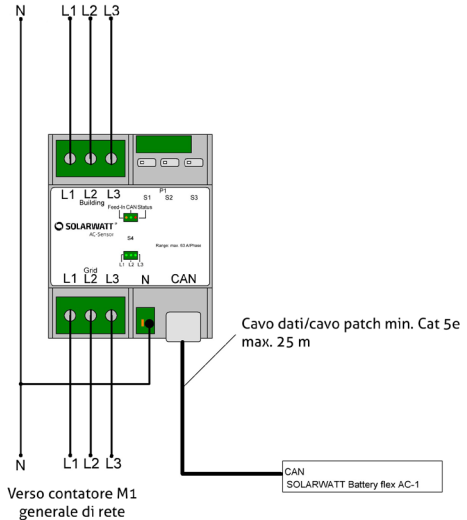 N L1 L2 L3
L1 L2 L3
Building
P1
S1 S2 S3
Feed-In CAN Status
SOLARWATT®
AC-Sensor
S4
Range: max. 63 A/Phase
L1 L2 L3
Grid
L1 L2 L3 N CAN
Cavo dati/cavo patch min. Cat 5e
max. 25 m
N L1 L2 L3
CAN
SOLARWATT Battery flex AC-1
Verso contatore M1
generale di rete